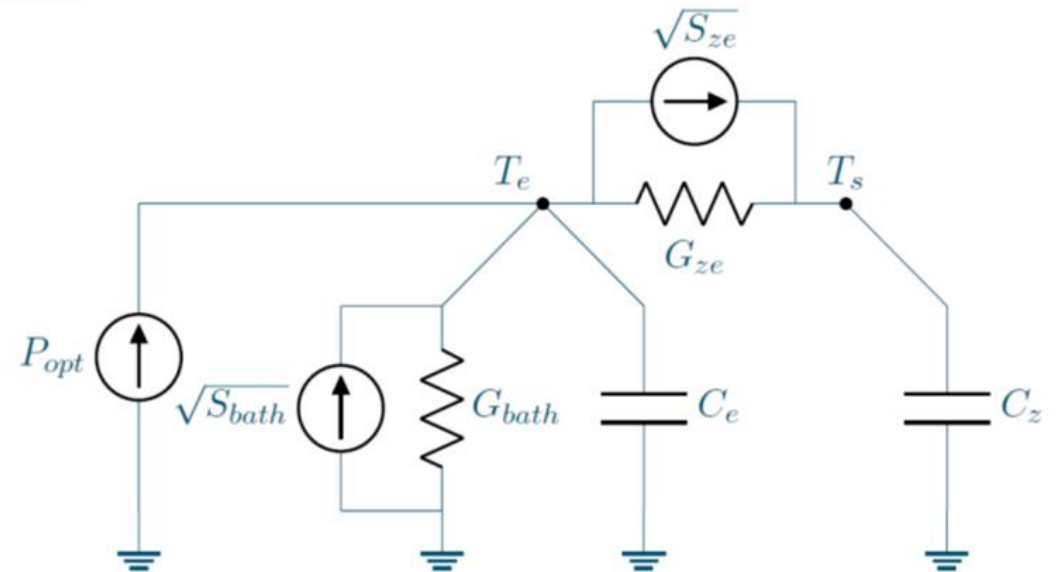 √S_ze
T_e
T_s
G_ze
P_opt
√S_bath
G_bath
C_e
C_z